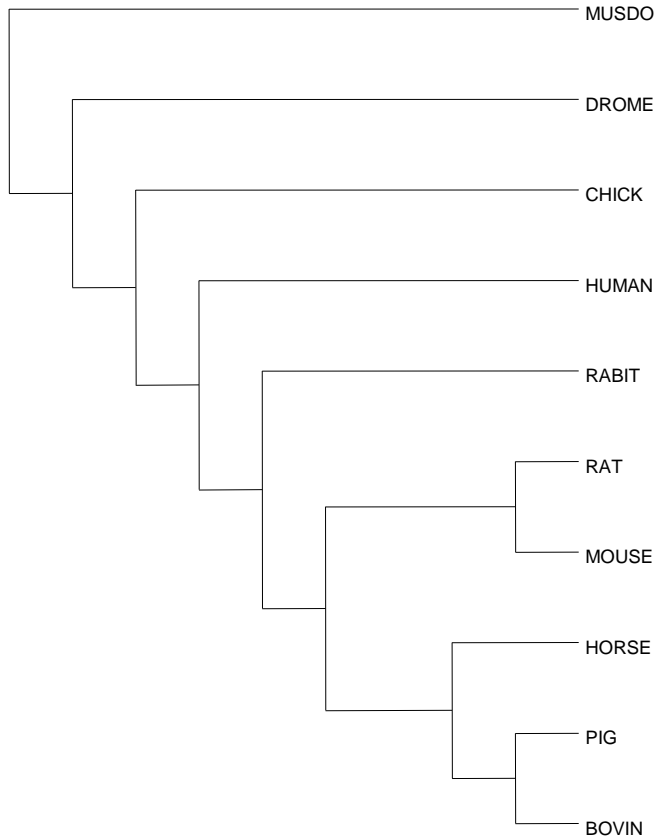 MUSDO
DROME
CHICK
HUMAN
RABIT
RAT
MOUSE
HORSE
PIG
BOVIN